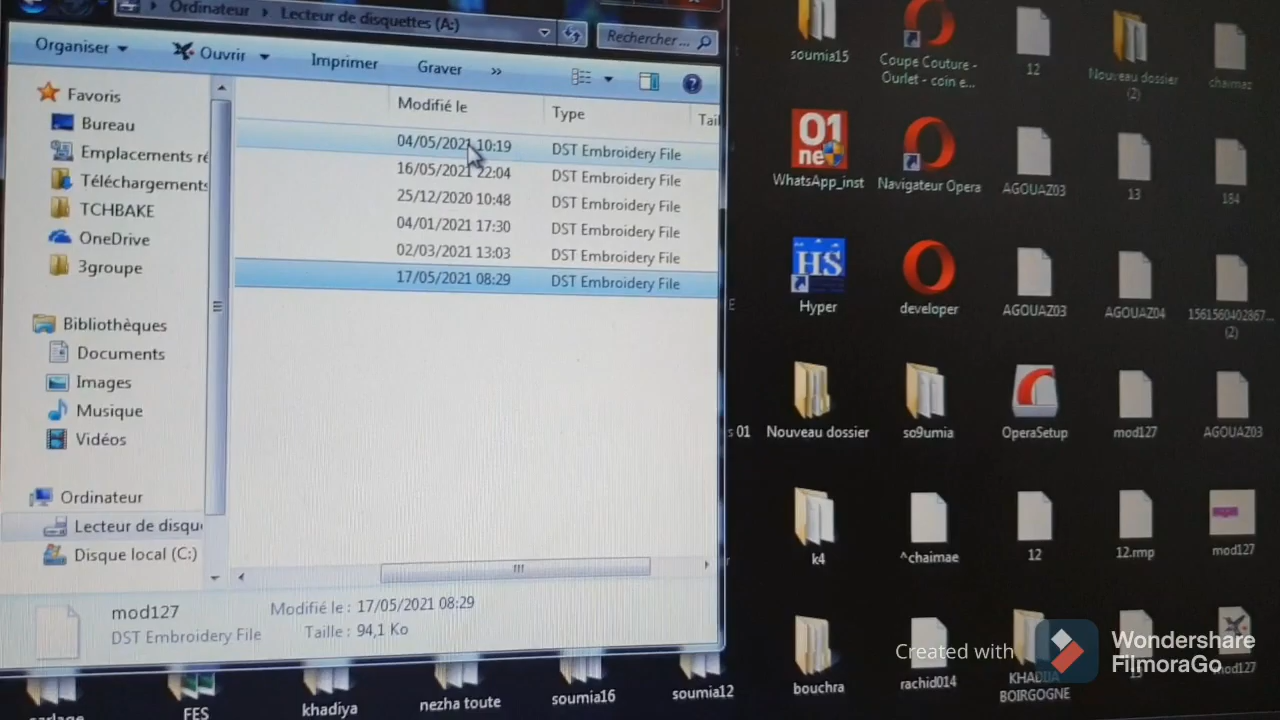 Ordinateur
Lecteur de disquettes (A:)
Rechercher ...
Organiser
Ouvrir
Imprimer
Graver
»
Favoris
Bureau
Emplacements ré
Téléchargements
TCHBAKE
OneDrive
3groupe
Bibliothèques
Documents
Images
Musique
Vidéos
Ordinateur
Lecteur de disqu
Disque local (C:)
Modifié le
Type
Tail
04/05/2021 10:19
DST Embroidery File
16/05/2021 22:04
DST Embroidery File
25/12/2020 10:48
DST Embroidery File
04/01/2021 17:30
DST Embroidery File
02/03/2021 13:03
DST Embroidery File
17/05/2021 08:29
DST Embroidery File
mod127
DST Embroidery File
Modifié le : 17/05/2021 08:29
Taille : 94,1 Ko
soumia15
Coupe Couture -
Ourlet - coin e...
12
Nouveau dossier
(2)
chaimaz
01
ne
WhatsApp_inst
Navigateur Opera
AGOUAZ03
13
184
HS
Hyper
developer
AGOUAZ03
AGOUAZ04
1561560402867...
(2)
s 01
Nouveau dossier
so9umia
OperaSetup
mod127
AGOUAZ03
k4
^chaimae
12
12.rmp
mod127
bouchra
rachid014
KHADIJA
BOIRGOGNE
mod127
FES
khadiya
nezha toute
soumia16
soumia12
Created with
Wondershare
FilmoraGo